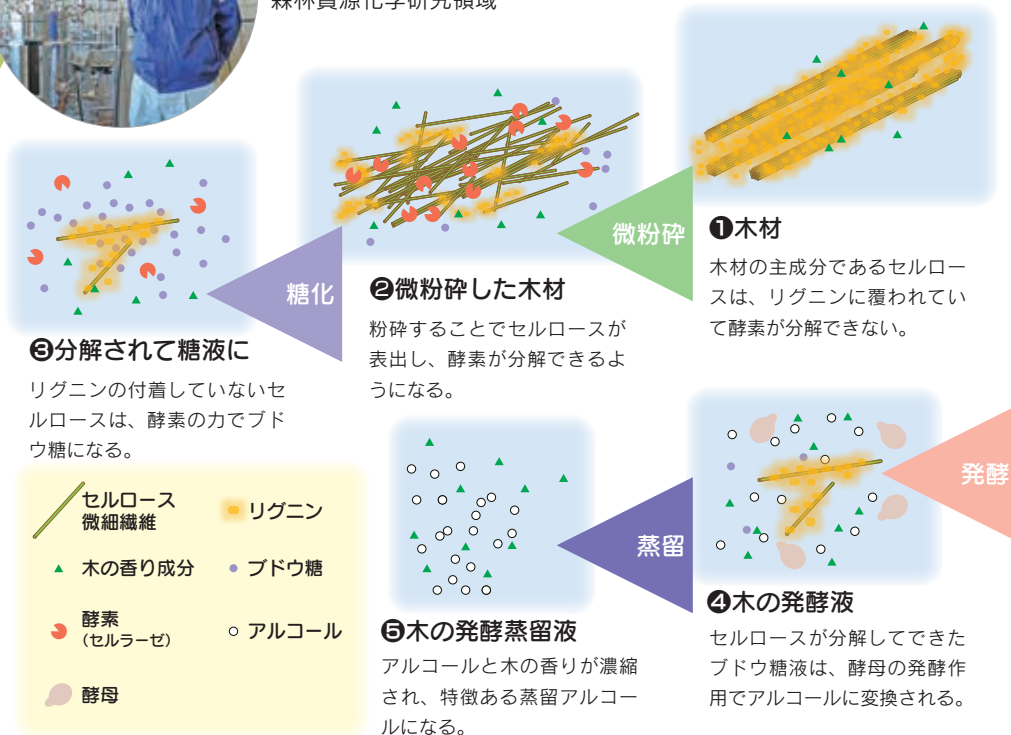 森林資源化学研究領域
❶木材
木材の主成分であるセルロー
スは、リグニンに覆われてい
て酵素が分解できない。
微粉砕
❷微粉砕した木材
粉砕することでセルロースが
表出し、酵素が分解できるよ
うになる。
糖化
❸分解されて糖液に
リグニンの付着していないセ
ルロースは、酵素の力でブド
ウ糖になる。
発酵
❹木の発酵液
セルロースが分解してできた
ブドウ糖液は、酵母の発酵作
用でアルコールに変換される。
蒸留
❺木の発酵蒸留液
アルコールと木の香りが濃縮
され、特徴ある蒸留アルコー
ルになる。
セルロース
微細繊維
リグニン
木の香り成分
ブドウ糖
酵素
(セルラーゼ)
アルコール
酵母